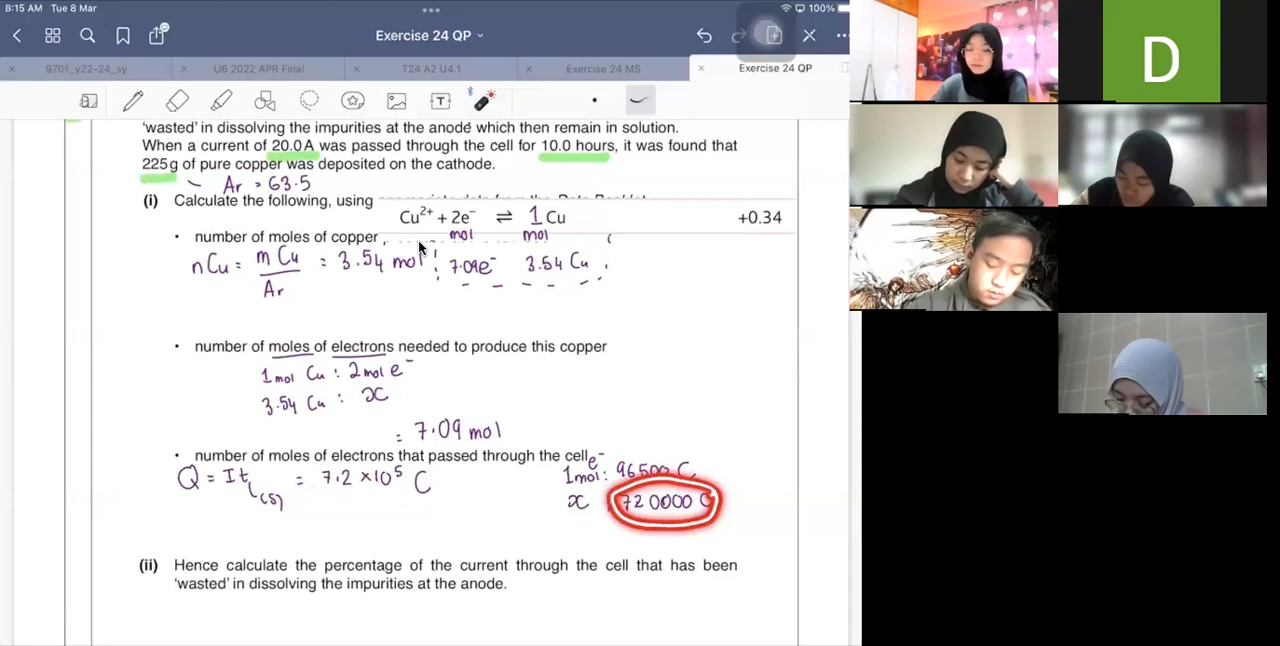 8:15 AM Tue 8 Mar
100%
Exercise 24 QP
9701_y22-24_sy
U6 2022 APR Final
T24 A2 U4.1
Exercise 24 MS
Exercise 24 QP
'wasted' in dissolving the impurities at the anode which then remain in solution.
When a current of 20.0 A was passed through the cell for 10.0 hours, it was found that
225 g of pure copper was deposited on the cathode.
Ar = 63.5
(i) Calculate the following, using
Cu²⁺ + 2e⁻ ⇌ 1 Cu +0.34
mol mol
• number of moles of copper
nCu = mCu/Ar = 3.54 mol
7.09e⁻ 3.54 Cu
• number of moles of electrons needed to produce this copper
1mol Cu : 2mol e⁻
3.54 Cu : x
= 7.09 mol
• number of moles of electrons that passed through the cell
Q = It (s) = 7.2 × 10⁵ C
e⁻
1mol : 96500 C
x : 720000 C
(ii) Hence calculate the percentage of the current through the cell that has been
'wasted' in dissolving the impurities at the anode.
D